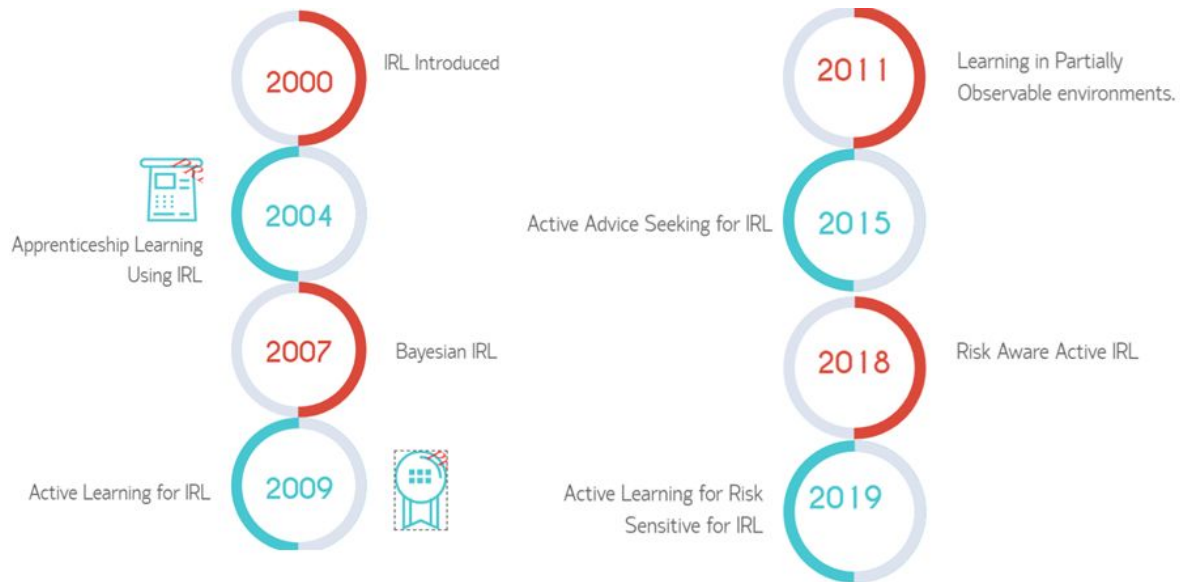 2000
IRL Introduced
2004
Apprenticeship Learning
Using IRL
2007
Bayesian IRL
2009
Active Learning for IRL
2011
Learning in Partially
Observable environments.
2015
Active Advice Seeking for IRL
2018
Risk Aware Active IRL
2019
Active Learning for Risk
Sensitive for IRL